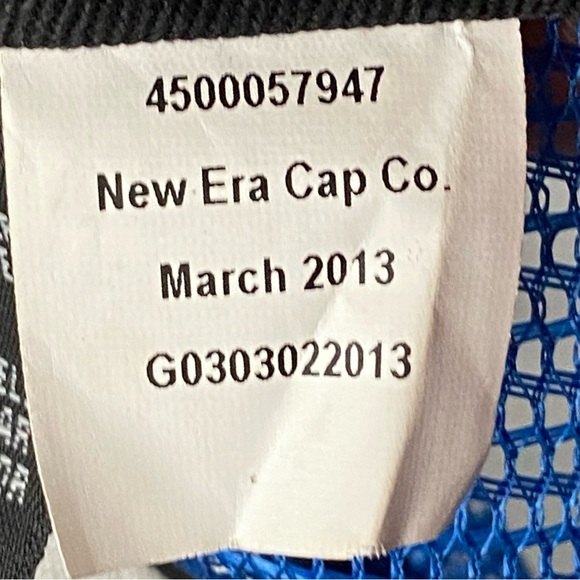 4500057947
New Era Cap Co.
March 2013
G0303022013